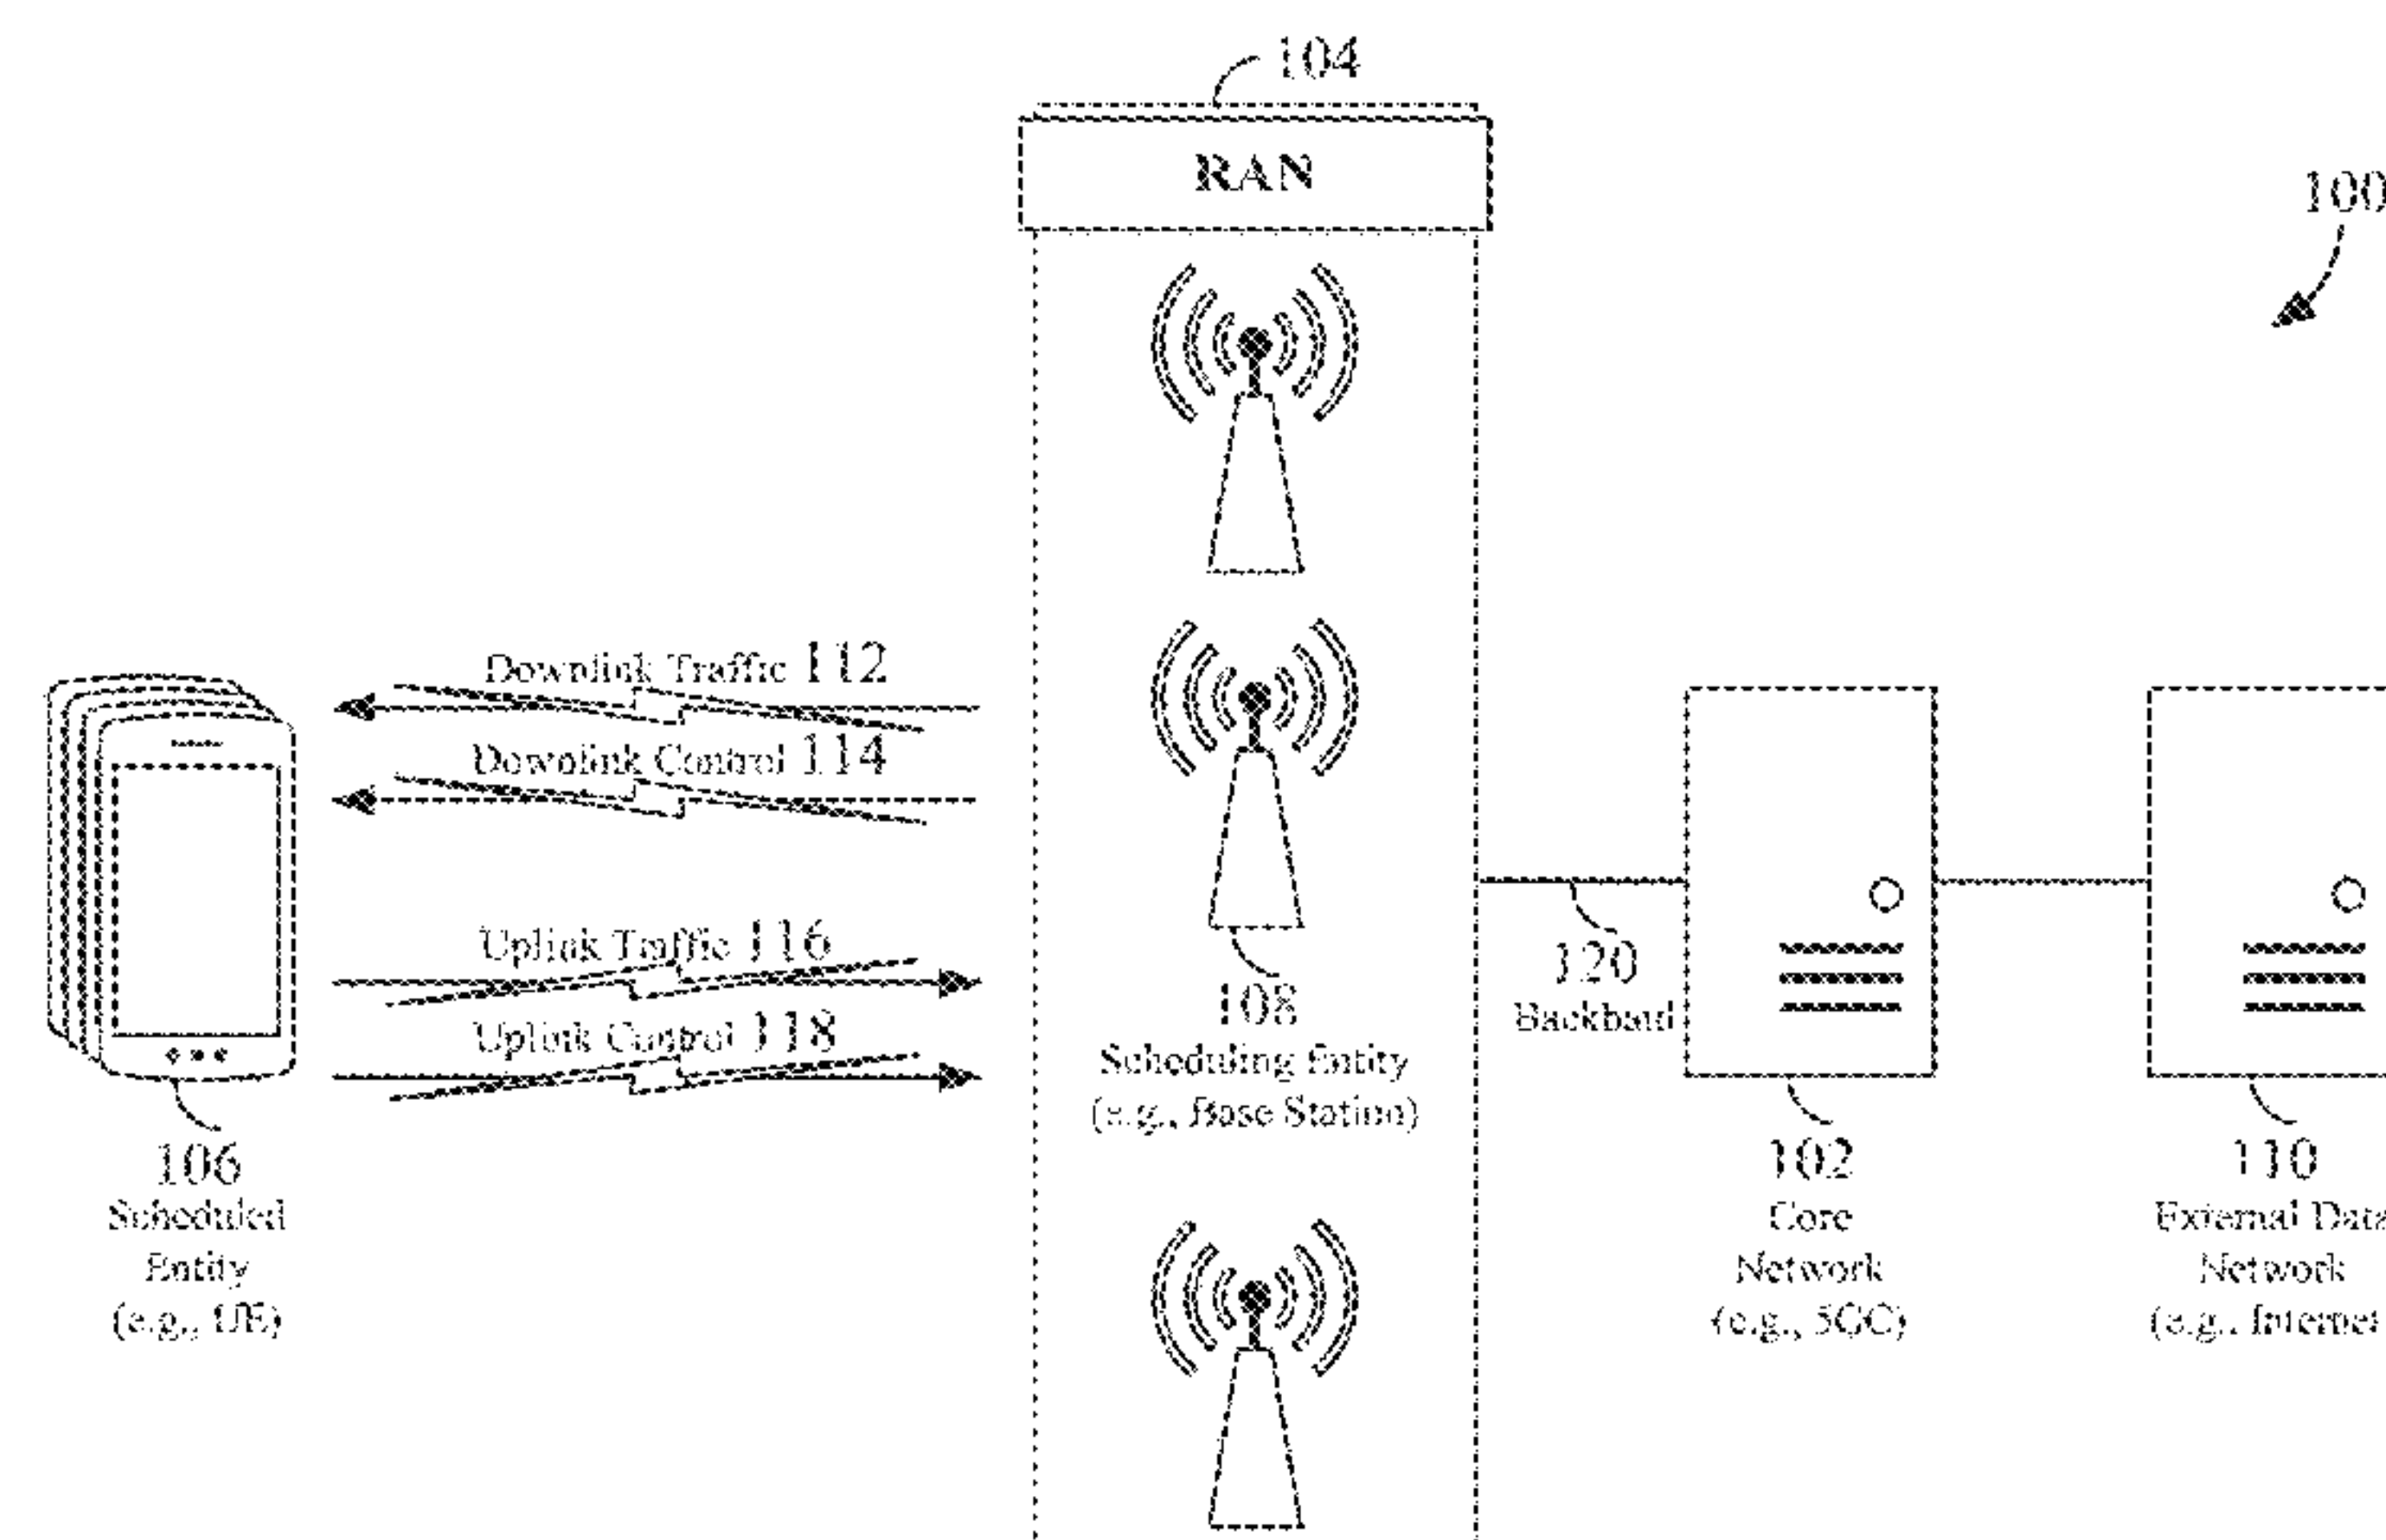 104
RAN
100
Downlink Traffic 112
Downlink Control 114
Uplink Traffic 116
Uplink Control 118
106
Scheduled
Entity
(e.g., UE)
108
Scheduling Entity
(e.g., Base Station)
120
Backhaul
102
Core
Network
(e.g., 5GC)
110
External Data
Network
(e.g., Internet